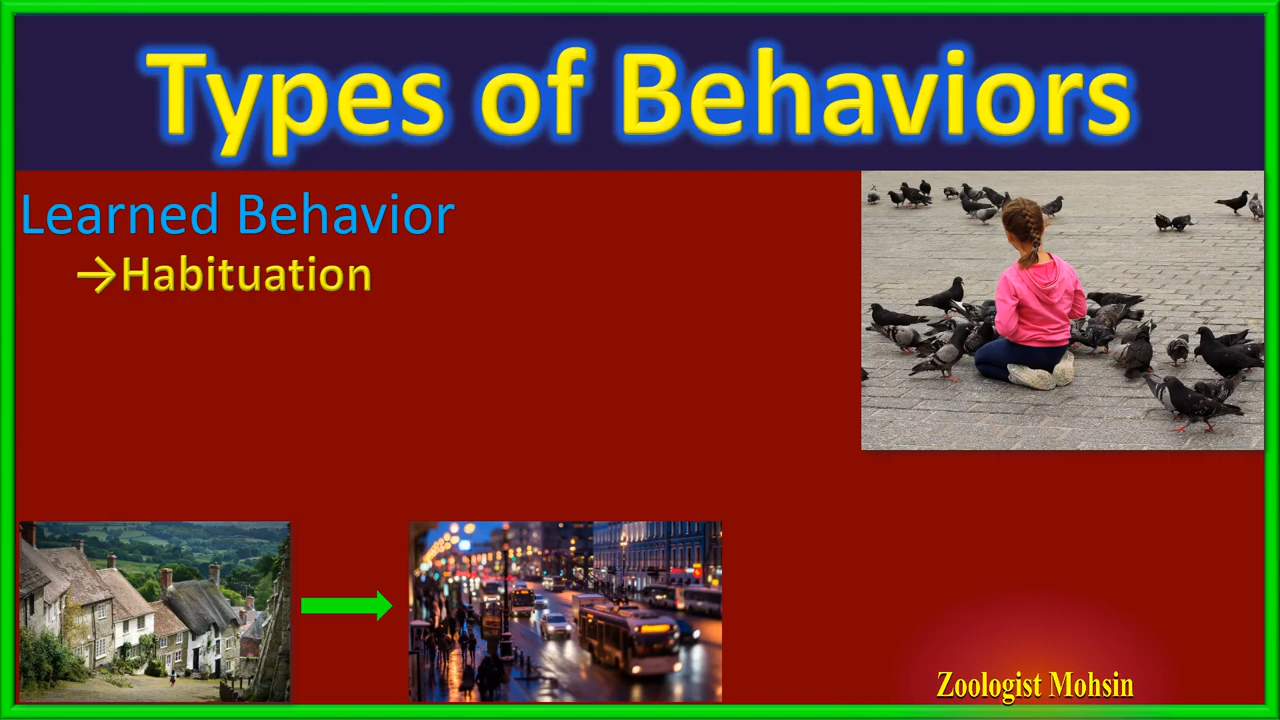 Types of Behaviors
Learned Behavior
→Habituation
Zoologist Mohsin